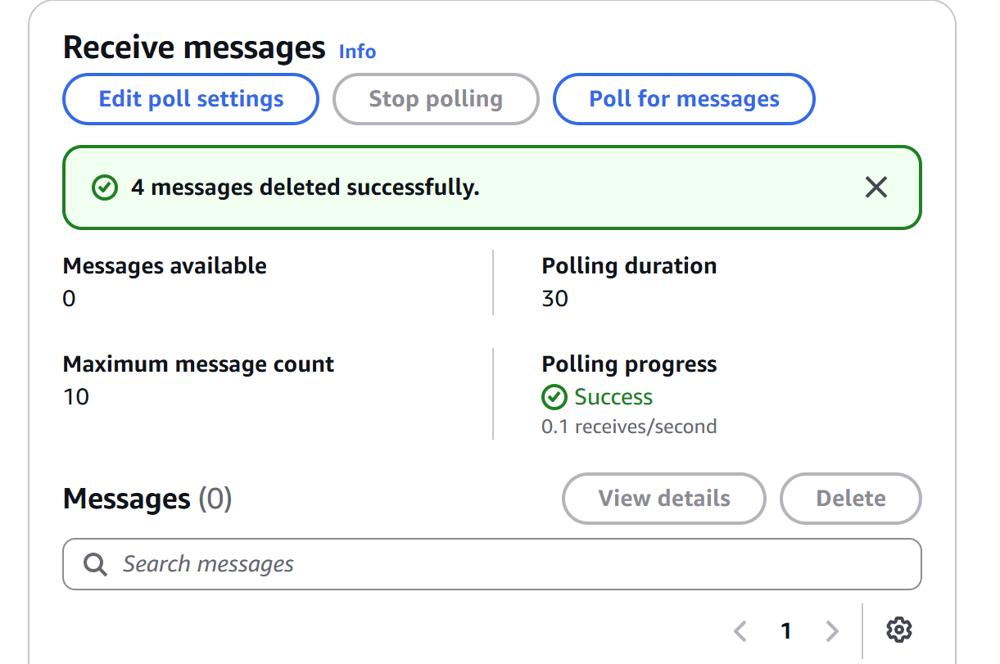 Receive messages Info
Edit poll settings Stop polling Poll for messages
4 messages deleted successfully.
Messages available
0
Polling duration
30
Maximum message count
10
Polling progress
Success
0.1 receives/second
Messages (0) View details Delete
Search messages
1